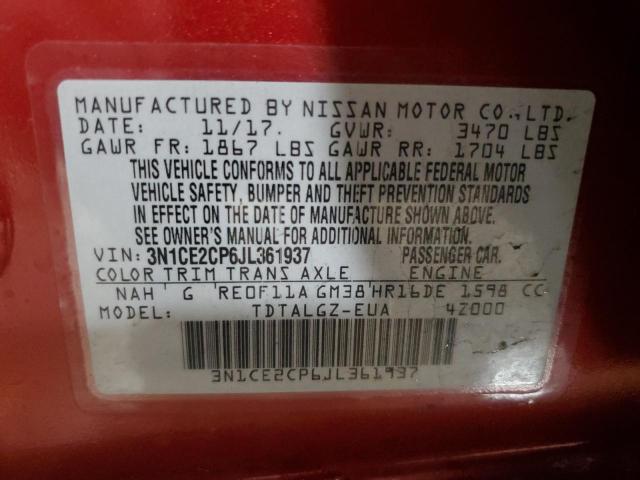 MANUFACTURED BY NISSAN MOTOR CO.,LTD.
DATE: 11/17. GVWR: 3470 LBS
GAWR FR: 1867 LBS GAWR RR: 1704 LBS
THIS VEHICLE CONFORMS TO ALL APPLICABLE FEDERAL MOTOR
VEHICLE SAFETY, BUMPER AND THEFT PREVENTION STANDARDS
IN EFFECT ON THE DATE OF MANUFACTURE SHOWN ABOVE.
SEE OWNER'S MANUAL FOR ADDITIONAL INFORMATION.
VIN: 3N1CE2CP6JL361937 PASSENGER CAR.
COLOR TRIM TRANS AXLE ENGINE
NAH G RE0F11A GM38 HR16DE 1598 CC
MODEL: TDTALGZ-EUA 4Z000
3N1CE2CP6JL361937